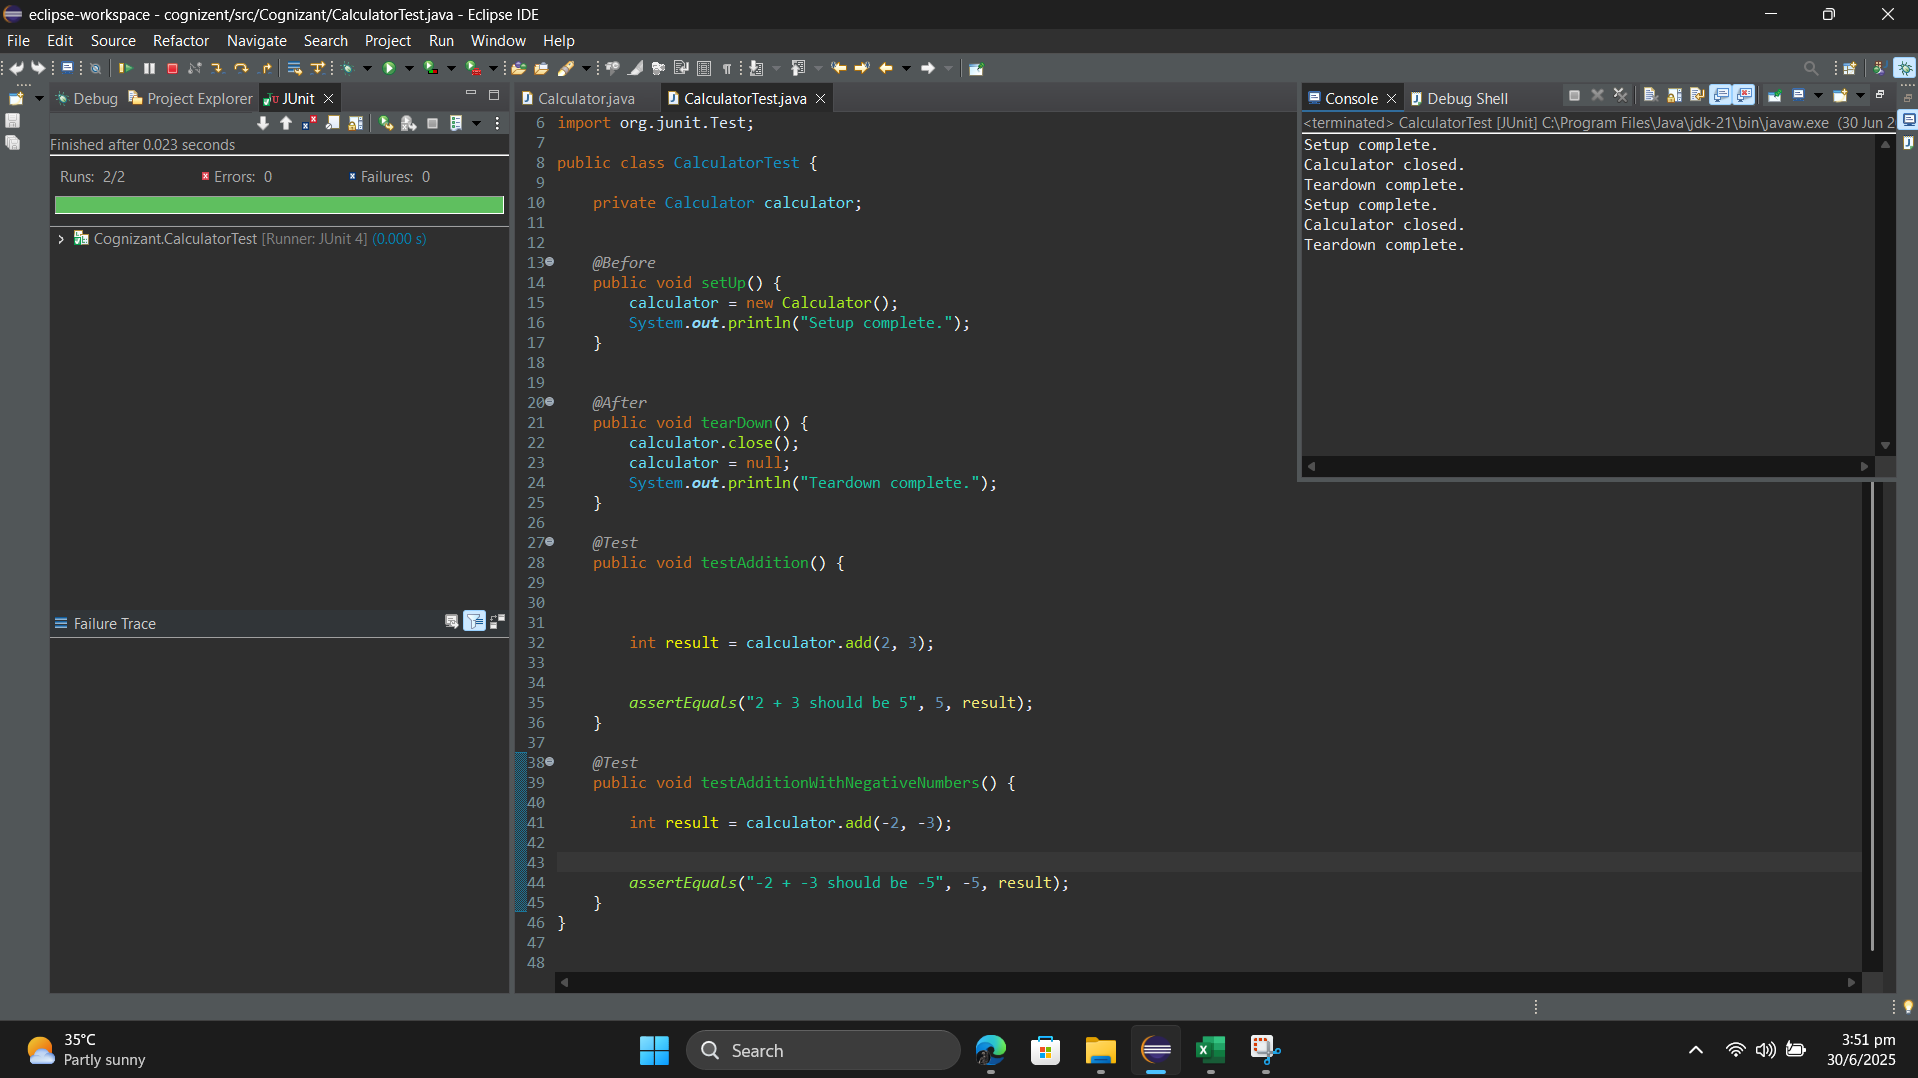 eclipse-workspace - cognizent/src/Cognizant/CalculatorTest.java - Eclipse IDE
File Edit Source Refactor Navigate Search Project Run Window Help
Debug Project Explorer JUnit
Finished after 0.023 seconds
Runs: 2/2 Errors: 0 Failures: 0
Cognizant.CalculatorTest [Runner: JUnit 4] (0.000 s)
Failure Trace
Calculator.java CalculatorTest.java
6 import org.junit.Test;
7
8 public class CalculatorTest {
9
10 private Calculator calculator;
11
12
13 @Before
14 public void setUp() {
15 calculator = new Calculator();
16 System.out.println("Setup complete.");
17 }
18
19
20 @After
21 public void tearDown() {
22 calculator.close();
23 calculator = null;
24 System.out.println("Teardown complete.");
25 }
26
27 @Test
28 public void testAddition() {
29
30
31
32 int result = calculator.add(2, 3);
33
34
35 assertEquals("2 + 3 should be 5", 5, result);
36 }
37
38 @Test
39 public void testAdditionWithNegativeNumbers() {
40
41 int result = calculator.add(-2, -3);
42
43
44 assertEquals("-2 + -3 should be -5", -5, result);
45 }
46 }
47
48
Console Debug Shell
<terminated> CalculatorTest [JUnit] C:\Program Files\Java\jdk-21\bin\javaw.exe (30 Jun 2
Setup complete.
Calculator closed.
Teardown complete.
Setup complete.
Calculator closed.
Teardown complete.
35°C
Partly sunny
Search
3:51 pm
30/6/2025